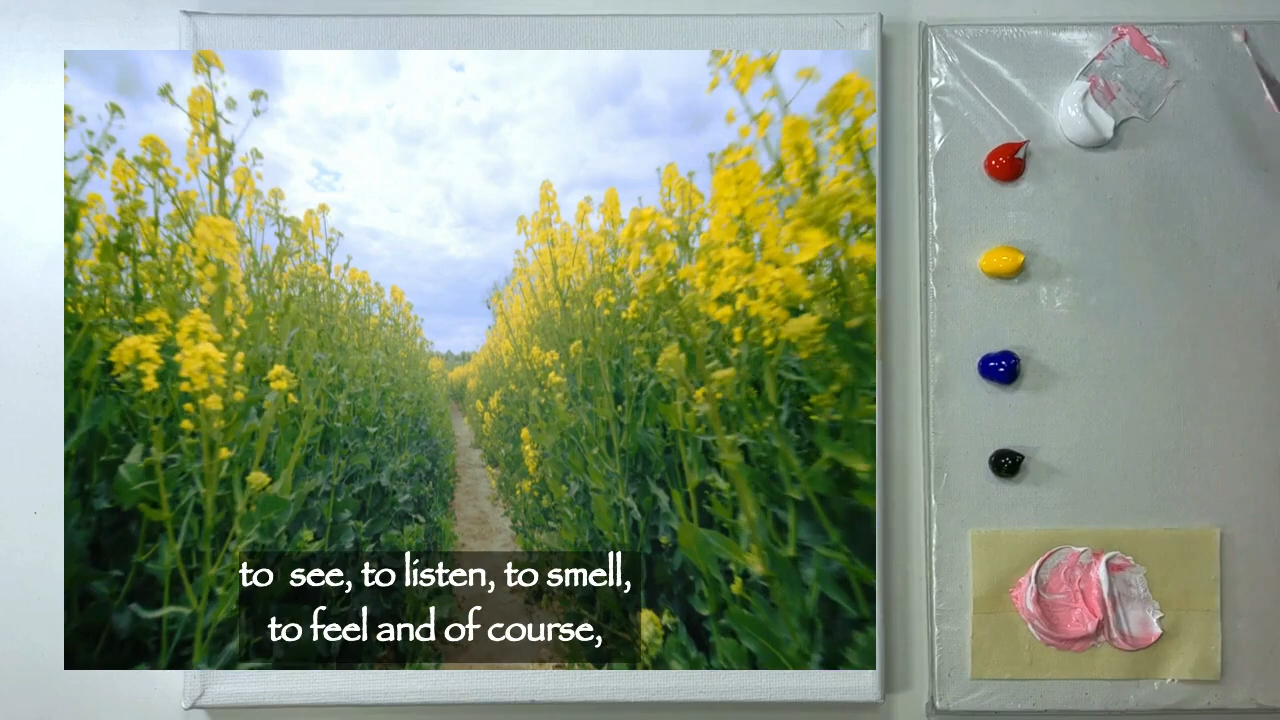 to see, to listen, to smell,
to feel and of course,